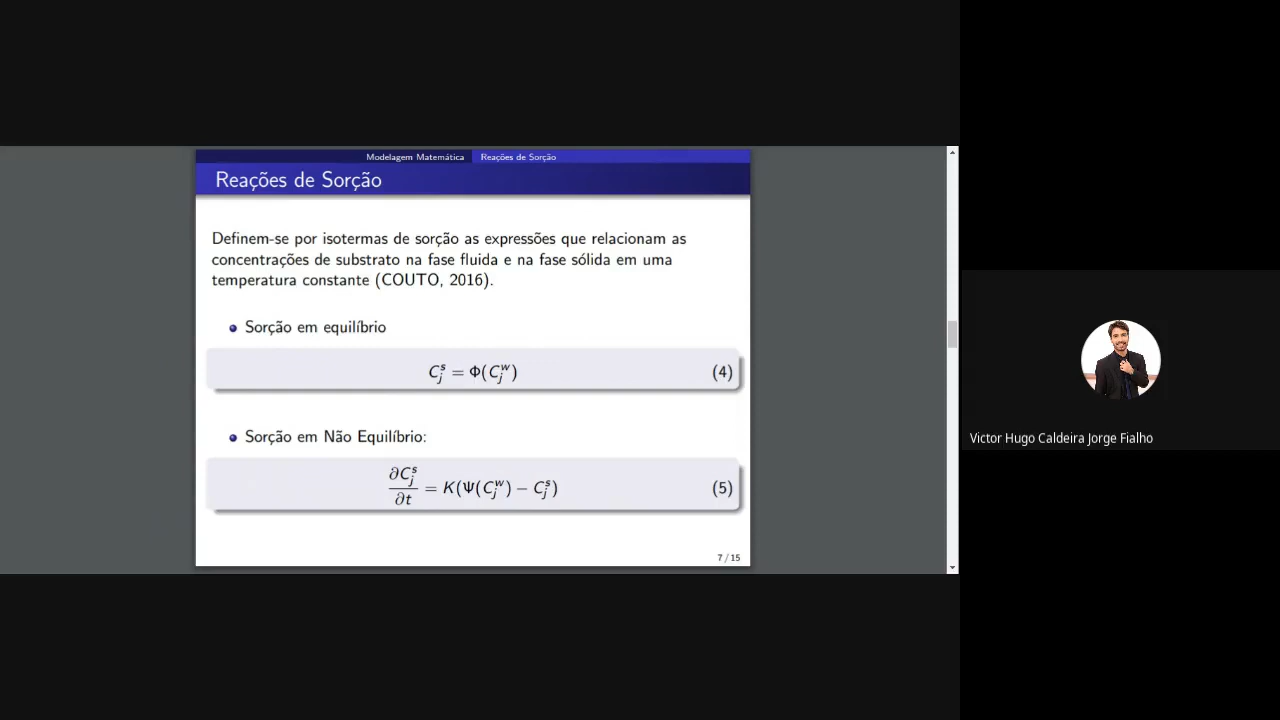 Modelagem Matemática Reações de Sorção
Reações de Sorção
Definem-se por isotermas de sorção as expressões que relacionam as
concentrações de substrato na fase fluida e na fase sólida em uma
temperatura constante (COUTO, 2016).
Sorção em equilíbrio
C_j^s = Φ(C_j^w) (4)
Sorção em Não Equilíbrio:
∂C_j^s/∂t = K(Ψ(C_j^w) − C_j^s) (5)
7 / 15
Victor Hugo Caldeira Jorge Fialho